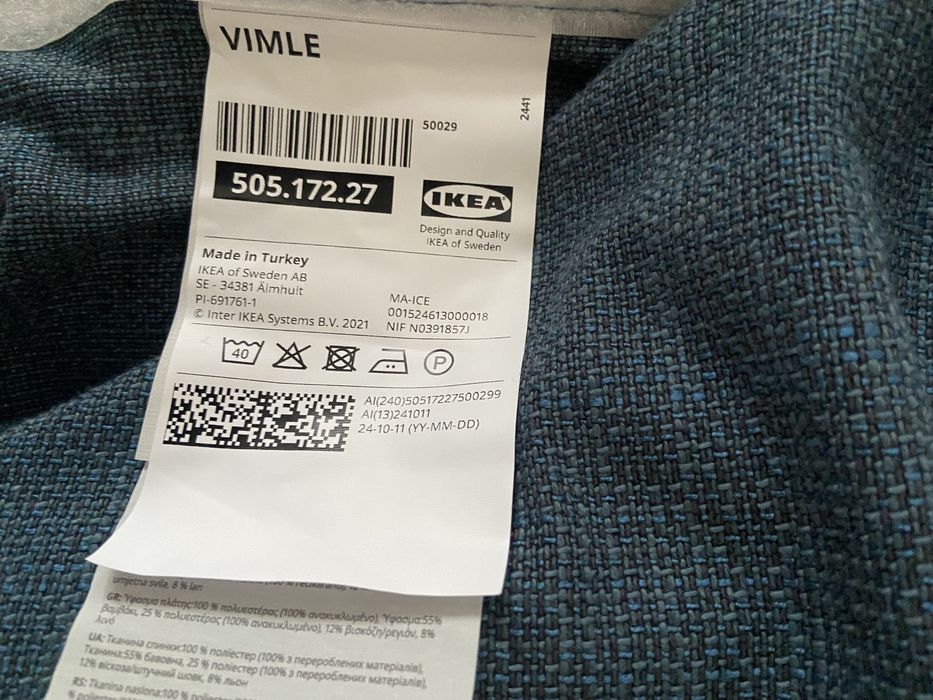 VIMLE
2441
50029
505.172.27
IKEA
Design and Quality
IKEA of Sweden
Made in Turkey
IKEA of Sweden AB
SE - 34381 Älmhult
PI-691761-1
© Inter IKEA Systems B.V. 2021
MA-ICE
001524613000018
NIF N0391857J
40
P
AI(240)50517227500299
AI(13)241011
24-10-11 (YY-MM-DD)
umjetna svila, 8 % lan
GR: Ύφασμα πλάτης:100 % πολυεστέρας (100% ανακυκλωμένο), Ύφασμα:55%
βαμβάκι, 25 % πολυεστέρας (100% ανακυκλωμένο), 12% βισκόζη/ρεγιόν, 8%
λινό
UA: Тканина спинки:100 % поліестер (100% з перероблених матеріалів),
Тканина:55% бавовна, 25 % поліестер (100% з перероблених матеріалів),
12% віскоза/штучний шовк, 8% льон
RS: Tkanina naslona:100 %